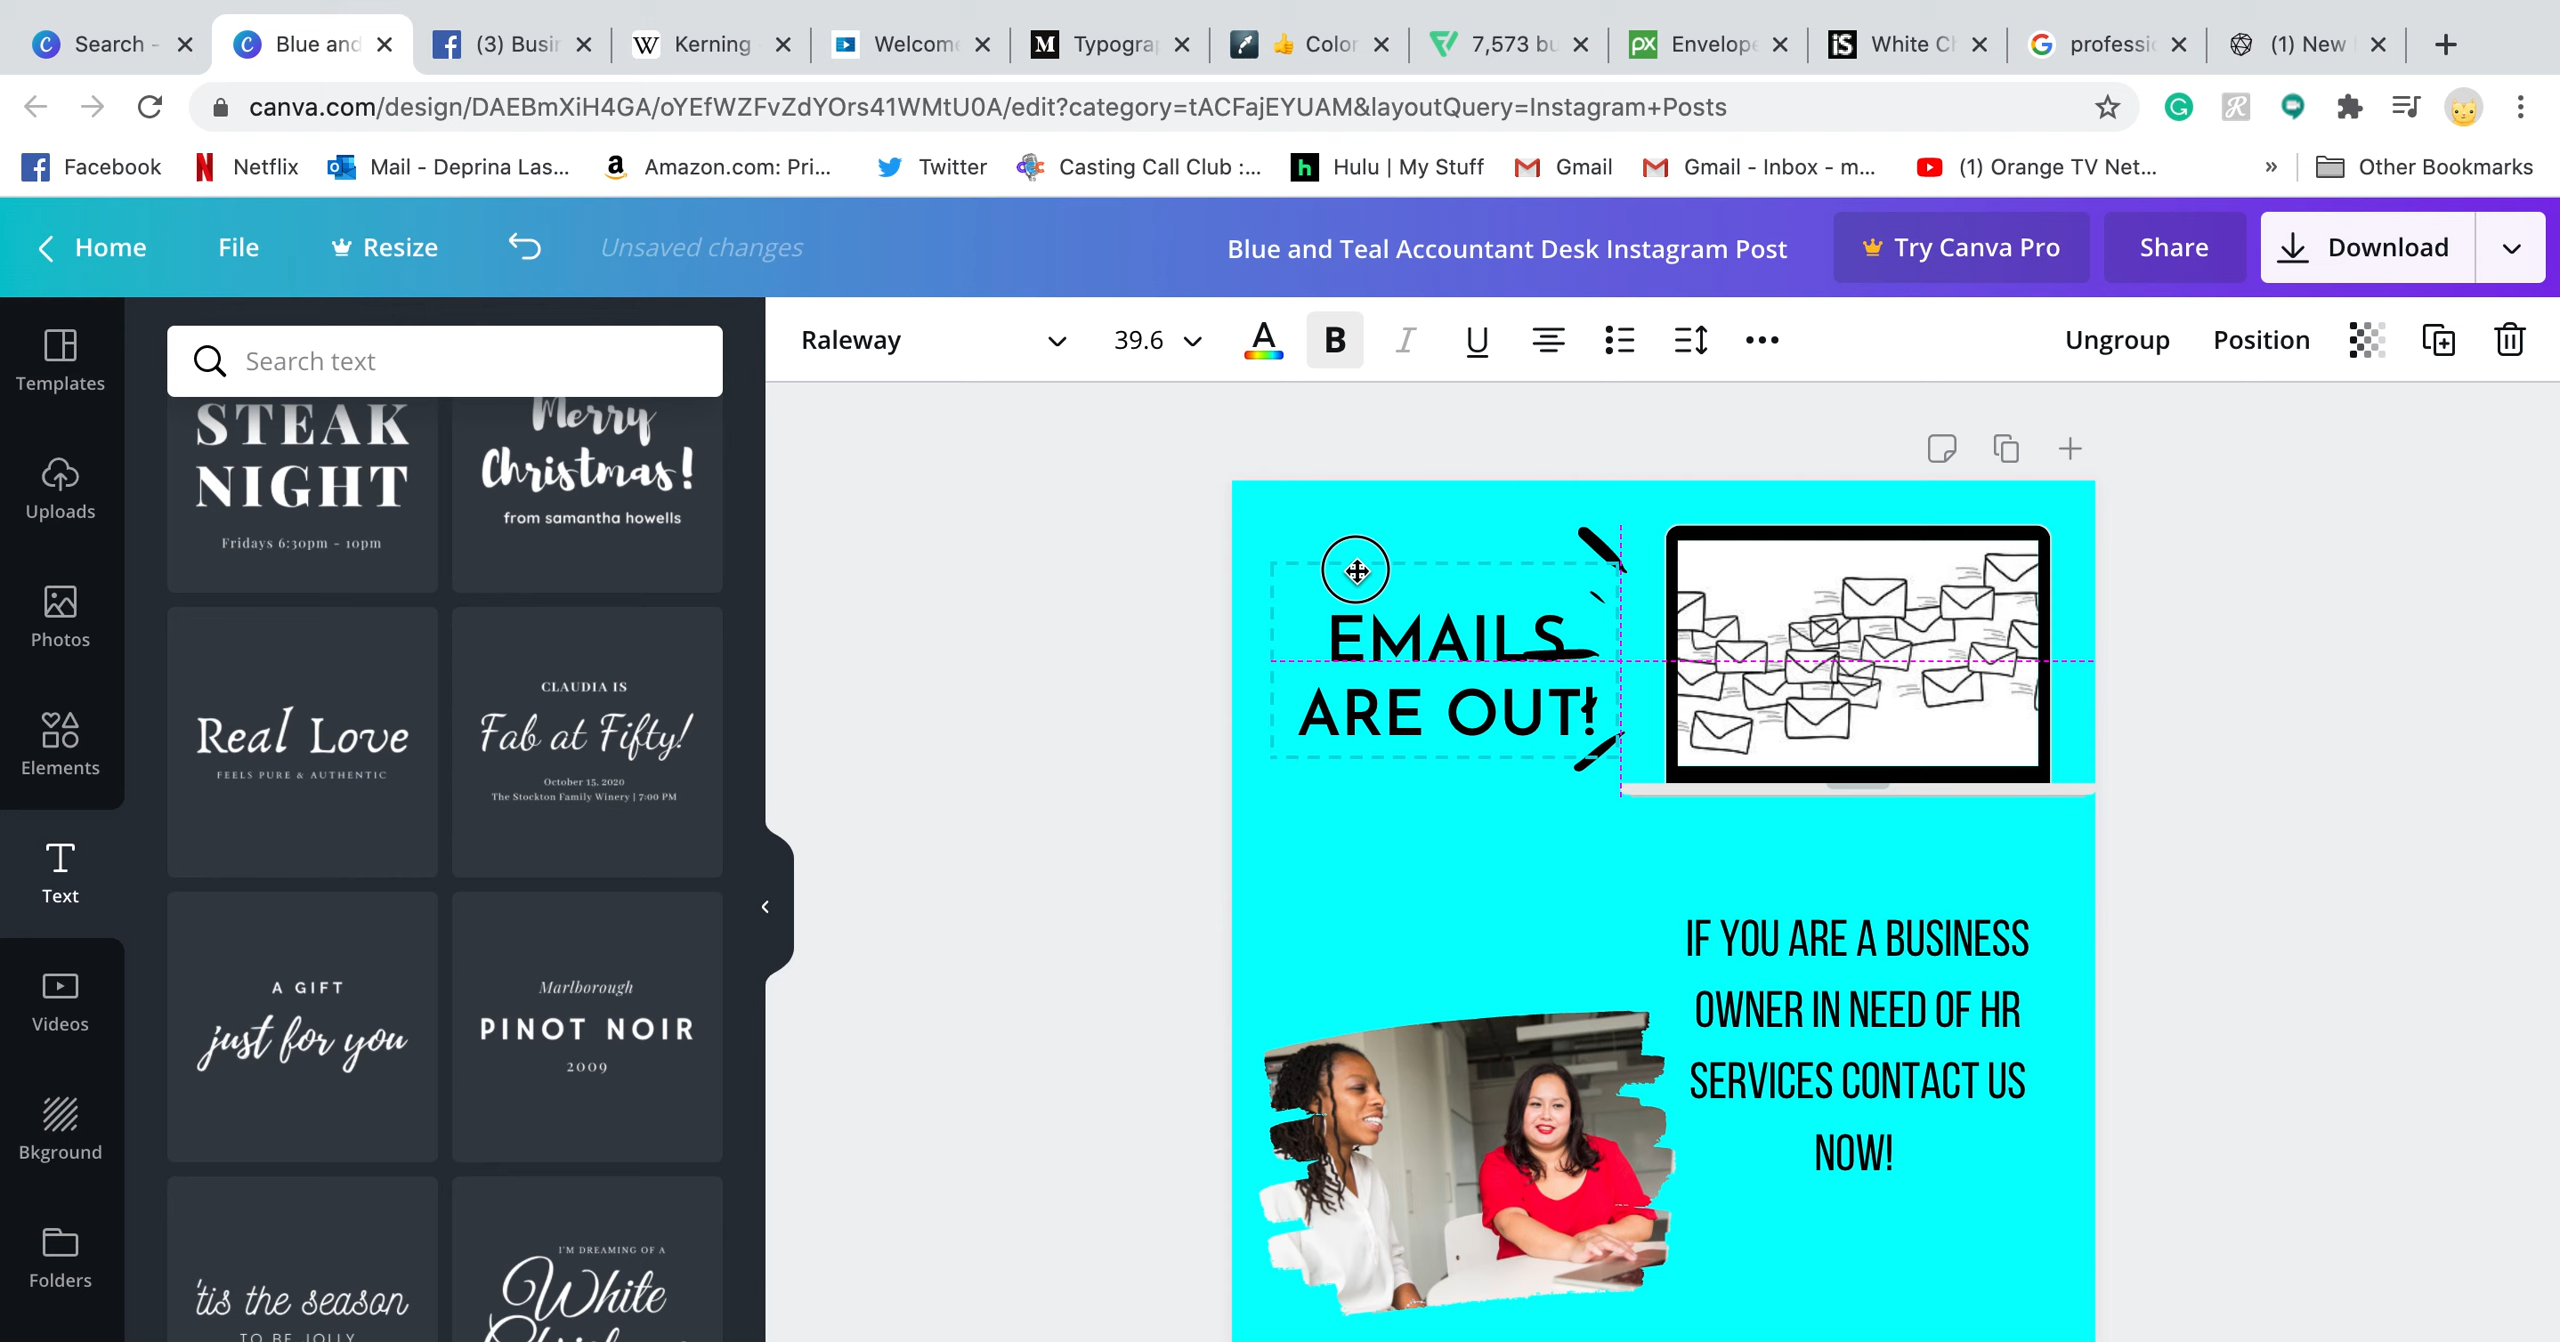 Search -
Blue and
(3) Busin
Kerning
Welcome
Typogra
Color
7,573 bu
Envelope
White Ch
professi
(1) New
canva.com/design/DAEBmXiH4GA/oYEfWZFvZdYOrs41WMtU0A/edit?category=tACFajEYUAM&layoutQuery=Instagram+Posts
Facebook
Netflix
Mail - Deprina Las...
Amazon.com: Pri...
Twitter
Casting Call Club :...
Hulu | My Stuff
Gmail
Gmail - Inbox - m...
(1) Orange TV Net...
»
Other Bookmarks
Home
File
Resize
Unsaved changes
Blue and Teal Accountant Desk Instagram Post
Try Canva Pro
Share
Download
Templates
Uploads
Photos
Elements
Text
Videos
Bkground
Folders
Search text
STEAK
NIGHT
Fridays 6:30pm - 10pm
Merry
Christmas!
from samantha howells
Real Love
FEELS PURE & AUTHENTIC
CLAUDIA IS
Fab at Fifty!
October 15, 2020
The Stockton Family Winery | 7:00 PM
A GIFT
just for you
Marlborough
PINOT NOIR
2009
'tis the season
TO BE JOLLY
I'M DREAMING OF A
White
Raleway
39.6
A
B
I
U
Ungroup
Position
EMAILS
ARE OUT!
IF YOU ARE A BUSINESS
OWNER IN NEED OF HR
SERVICES CONTACT US
NOW!